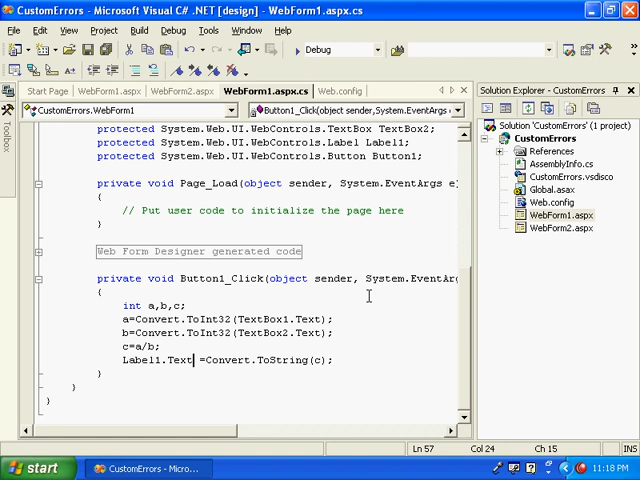 CustomErrors - Microsoft Visual C# .NET [design] - WebForm1.aspx.cs
File Edit View Project Build Debug Tools Window Help
Debug
Start Page WebForm1.aspx WebForm2.aspx WebForm1.aspx.cs Web.config
CustomErrors.WebForm1 Button1_Click(object sender,System.EventArgs e)
Toolbox
protected System.Web.UI.WebControls.TextBox TextBox2;
protected System.Web.UI.WebControls.Label Label1;
protected System.Web.UI.WebControls.Button Button1;
private void Page_Load(object sender, System.EventArgs e)
{
// Put user code to initialize the page here
}
Web Form Designer generated code
private void Button1_Click(object sender, System.EventAr
{
int a,b,c;
a=Convert.ToInt32(TextBox1.Text);
b=Convert.ToInt32(TextBox2.Text);
c=a/b;
Label1.Text =Convert.ToString(c);
}
}
}
Solution Explorer - CustomErrors
Solution 'CustomErrors' (1 project)
CustomErrors
References
AssemblyInfo.cs
CustomErrors.vsdisco
Global.asax
Web.config
WebForm1.aspx
WebForm2.aspx
Ln 57 Col 24 Ch 15 INS
start CustomErrors - Micro... 11:18 PM